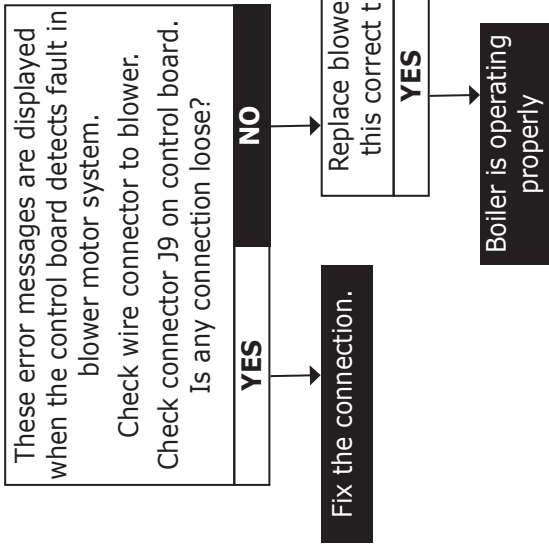 These error messages are displayed
when the control board detects fault in
blower motor system.
Check wire connector to blower.
Check connector J9 on control board.
Is any connection loose?
YES
NO
Fix the connection.
Replace blowe
this correct t
YES
Boiler is operating
properly